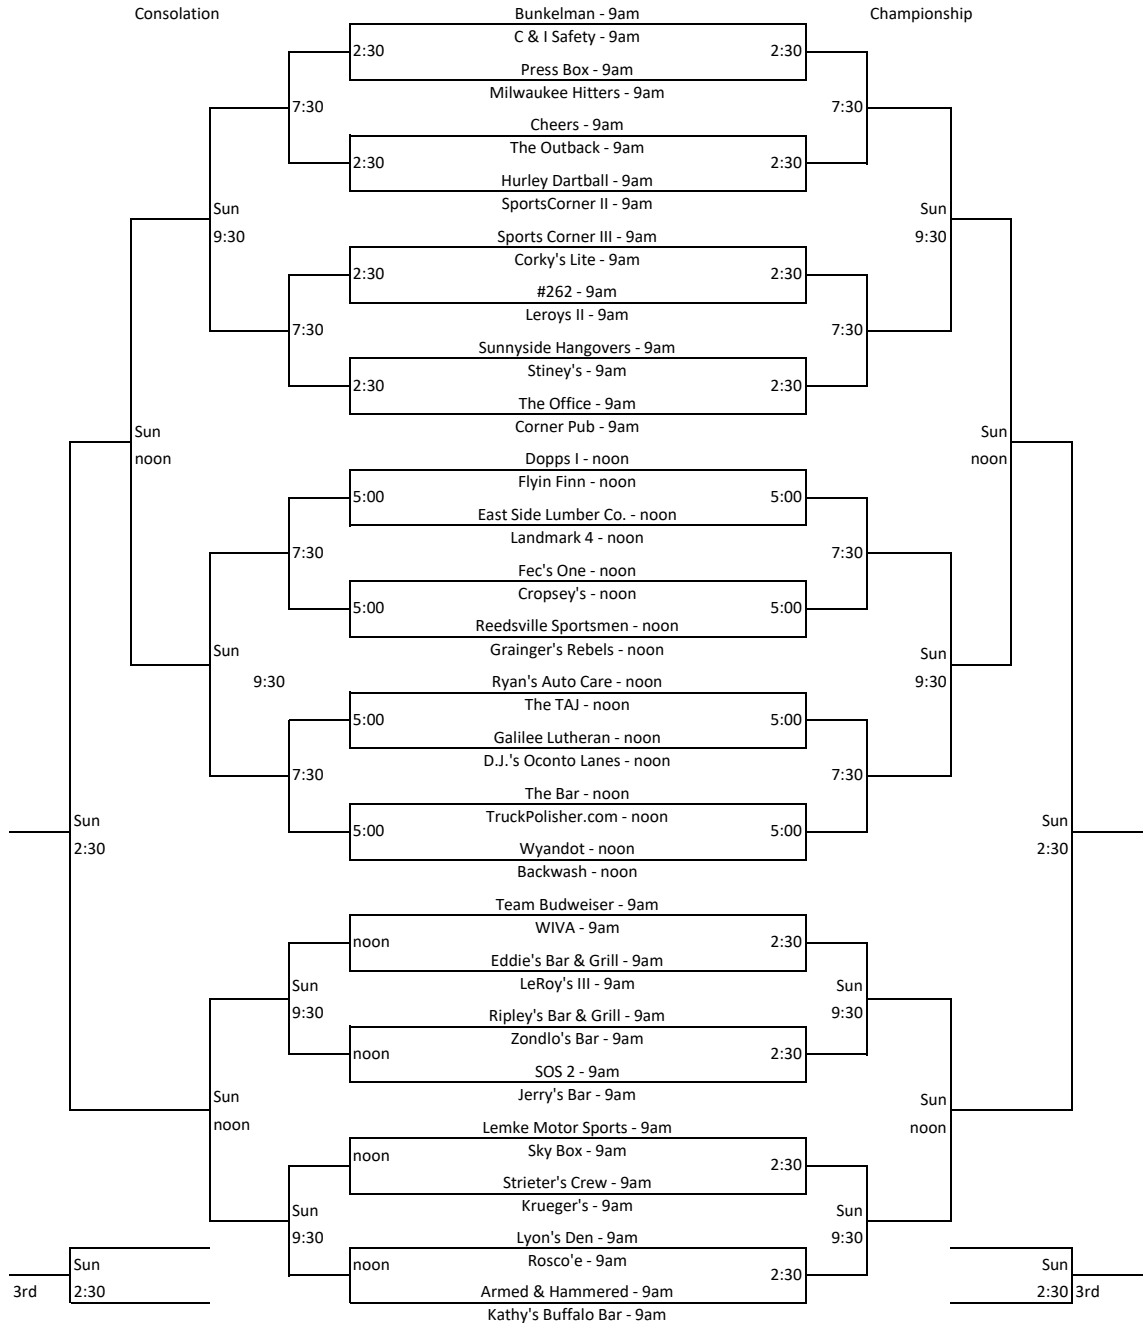 Consolation
Bunkelman - 9am
Championship
C & I Safety - 9am
2:30
2:30
Press Box - 9am
Milwaukee Hitters - 9am
7:30
7:30
Cheers - 9am
The Outback - 9am
2:30
2:30
Hurley Dartball - 9am
SportsCorner II - 9am
Sun
Sun
9:30
9:30
Sports Corner III - 9am
Corky's Lite - 9am
2:30
2:30
#262 - 9am
Leroys II - 9am
7:30
7:30
Sunnyside Hangovers - 9am
Stiney's - 9am
2:30
2:30
The Office - 9am
Corner Pub - 9am
Sun
Sun
noon
noon
Dopps I - noon
Flyin Finn - noon
5:00
5:00
East Side Lumber Co. - noon
Landmark 4 - noon
7:30
7:30
Fec's One - noon
Cropsey's - noon
5:00
5:00
Reedsville Sportsmen - noon
Grainger's Rebels - noon
Sun
Sun
9:30
9:30
Ryan's Auto Care - noon
The TAJ - noon
5:00
5:00
Galilee Lutheran - noon
D.J.'s Oconto Lanes - noon
7:30
7:30
The Bar - noon
TruckPolisher.com - noon
Sun
5:00
5:00
Sun
2:30
Wyandot - noon
2:30
Backwash - noon
Team Budweiser - 9am
WIVA - 9am
noon
2:30
Eddie's Bar & Grill - 9am
LeRoy's III - 9am
Sun
Sun
9:30
9:30
Ripley's Bar & Grill - 9am
Zondlo's Bar - 9am
noon
2:30
SOS 2 - 9am
Jerry's Bar - 9am
Sun
Sun
noon
noon
Lemke Motor Sports - 9am
Sky Box - 9am
noon
2:30
Strieter's Crew - 9am
Krueger's - 9am
Sun
Sun
9:30
9:30
Lyon's Den - 9am
Rosco'e - 9am
Sun
noon
2:30
Sun
3rd
2:30
Armed & Hammered - 9am
2:30
3rd
Kathy's Buffalo Bar - 9am